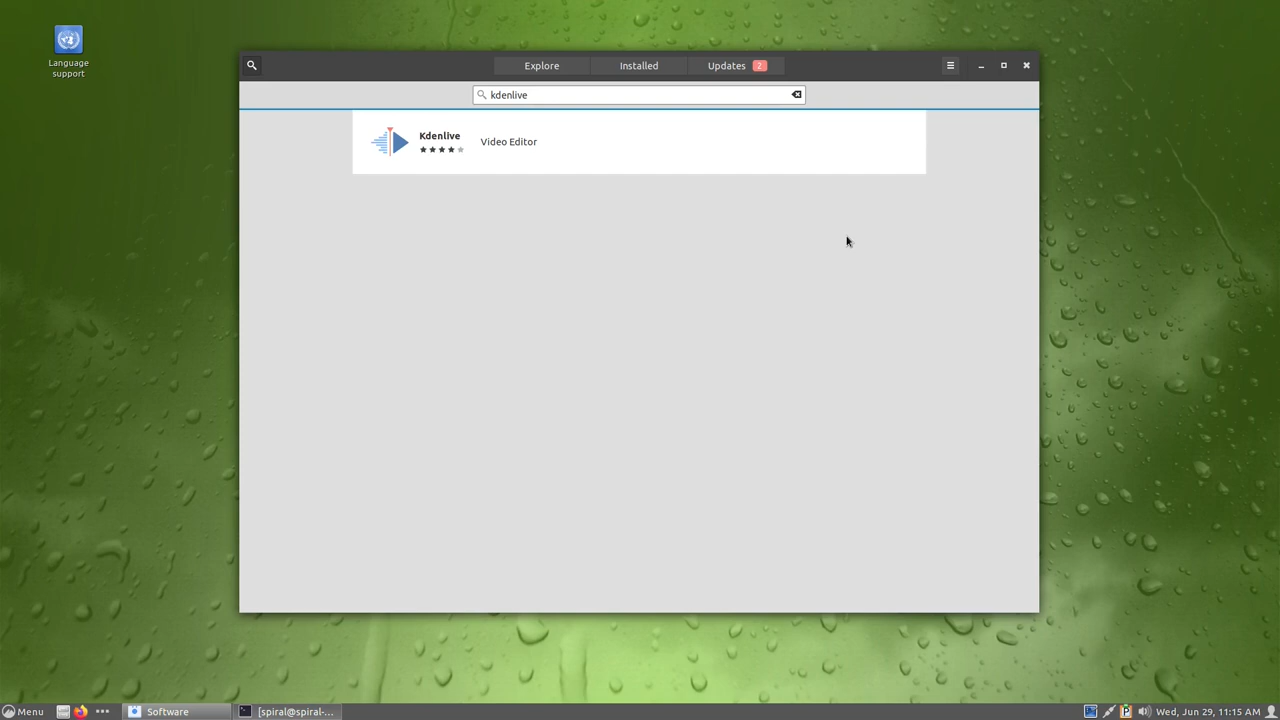 Language
support
Explore
Installed
Updates 2
kdenlive
Kdenlive
Video Editor
Menu
Software
[spiral@spiral-...
Wed, Jun 29, 11:15 AM